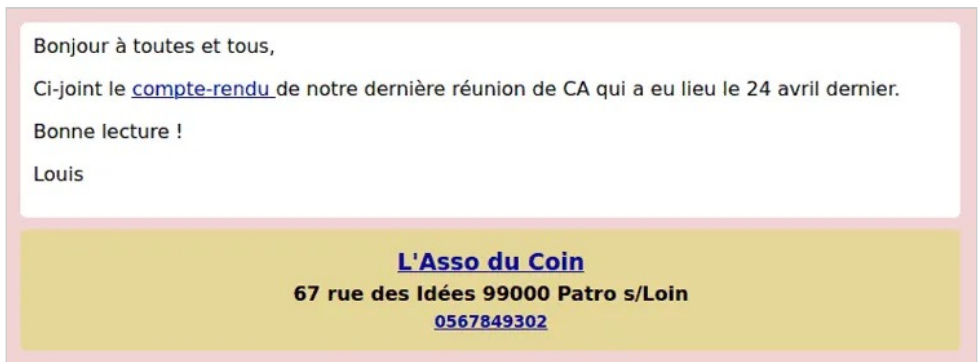 Bonjour à toutes et tous,
Ci-joint le compte-rendu de notre dernière réunion de CA qui a eu lieu le 24 avril dernier.
Bonne lecture !
Louis
L'Asso du Coin
67 rue des Idées 99000 Patro s/Loin
0567849302